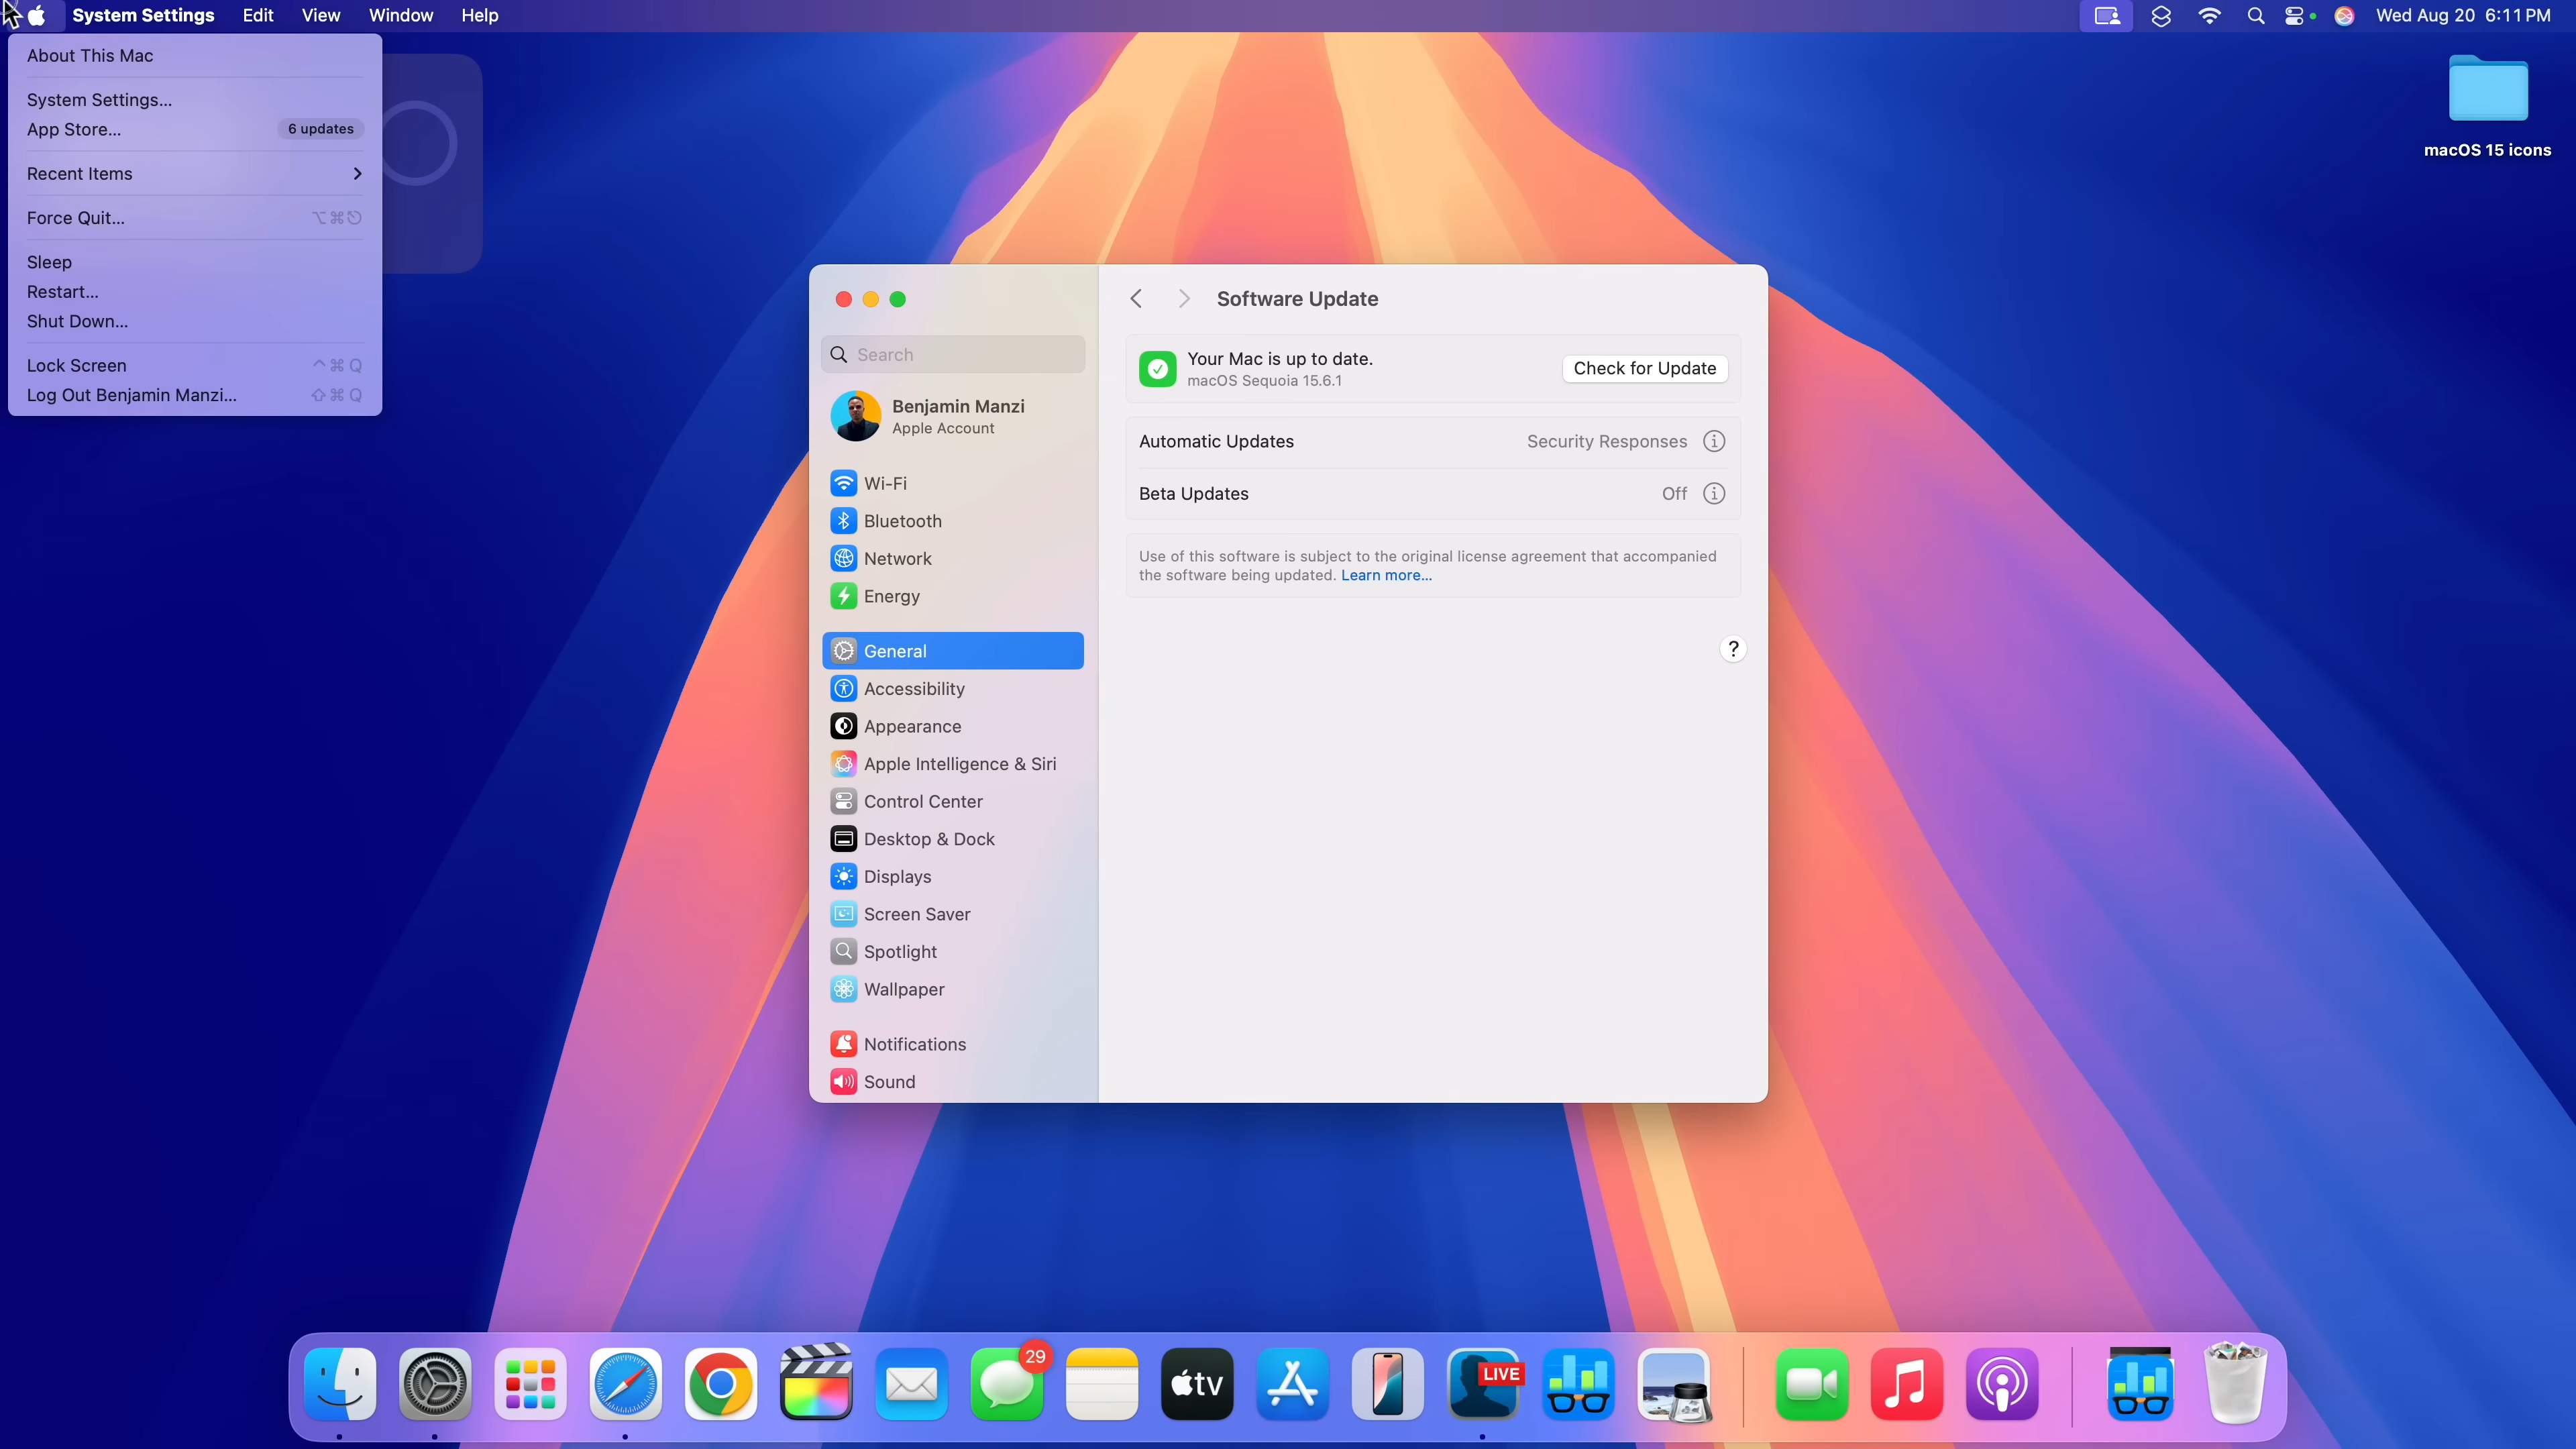 System Settings Edit View Window Help
Wed Aug 20 6:11 PM
About This Mac
System Settings...
App Store... 6 updates
Recent Items
Force Quit... ⌥⌘⎋
Sleep
Restart...
Shut Down...
Lock Screen ^⌘Q
Log Out Benjamin Manzi... ⇧⌘Q
macOS 15 icons
Search
Benjamin Manzi
Apple Account
Wi-Fi
Bluetooth
Network
Energy
General
Accessibility
Appearance
Apple Intelligence & Siri
Control Center
Desktop & Dock
Displays
Screen Saver
Spotlight
Wallpaper
Notifications
Sound
Software Update
Your Mac is up to date.
macOS Sequoia 15.6.1
Check for Update
Automatic Updates Security Responses
Beta Updates Off
Use of this software is subject to the original license agreement that accompanied
the software being updated. Learn more...
?
29
tv
LIVE